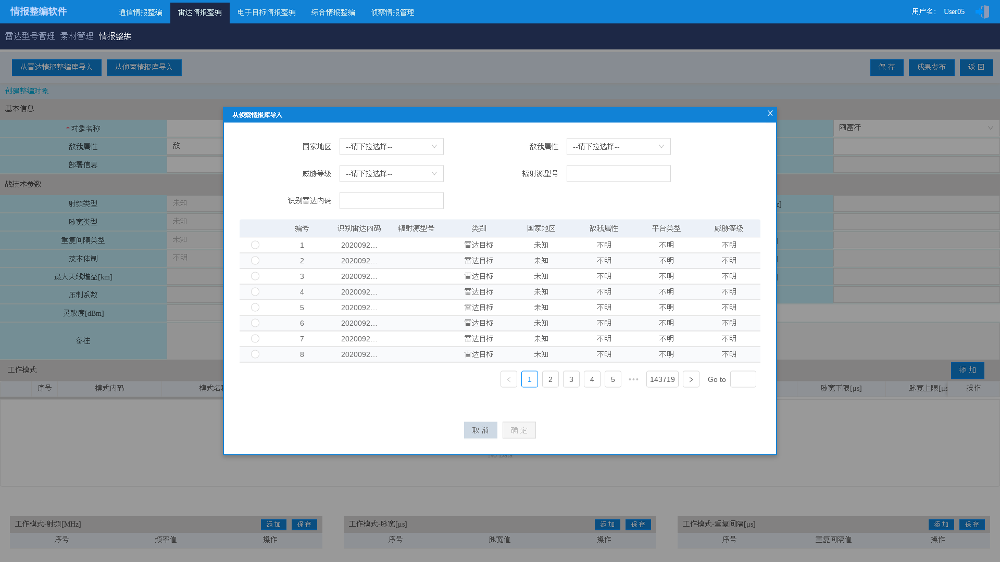 情报整编软件 通信情报整编 雷达情报整编 电子目标情报整编 综合情报整编 侦察情报管理 用户名: User05
雷达型号管理 素材管理 情报整编
从雷达情报整编库导入 从侦察情报库导入 保 存 成果发布 返 回
创建整编对象
基本信息
从侦察情报库导入
* 对象名称 阿富汗
敌我属性 敌
国家地区 --请下拉选择-- 敌我属性 --请下拉选择--
部署信息
威胁等级 --请下拉选择-- 辐射源型号
战技术参数
识别雷达内码
射频类型 未知 z]
脉宽类型 未知
重复间隔类型 未知 ]
技术体制 不明 ]
最大天线增益[km] ]
压制系数
灵敏度[dBm]
备注
编号 识别雷达内码 辐射源型号 类别 国家地区 敌我属性 平台类型 威胁等级
1 2020092... 雷达目标 未知 不明 不明 不明
2 2020092... 雷达目标 未知 不明 不明 不明
3 2020092... 雷达目标 未知 不明 不明 不明
4 2020092... 雷达目标 未知 不明 不明 不明
5 2020092... 雷达目标 未知 不明 不明 不明
6 2020092... 雷达目标 未知 不明 不明 不明
7 2020092... 雷达目标 未知 不明 不明 不明
8 2020092... 雷达目标 未知 不明 不明 不明
< 1 2 3 4 5 ••• 143719 > Go to
取 消 确 定
工作模式 添 加
序号 模式内码 模式名称 脉宽下限[μs] 脉宽上限[μs 操作
No Data
工作模式-射频[MHz] 添 加 保 存
序号 频率值 操作
工作模式-脉宽[μs] 添 加 保 存
序号 脉宽值 操作
工作模式-重复间隔[μs] 添 加 保 存
序号 重复间隔值 操作